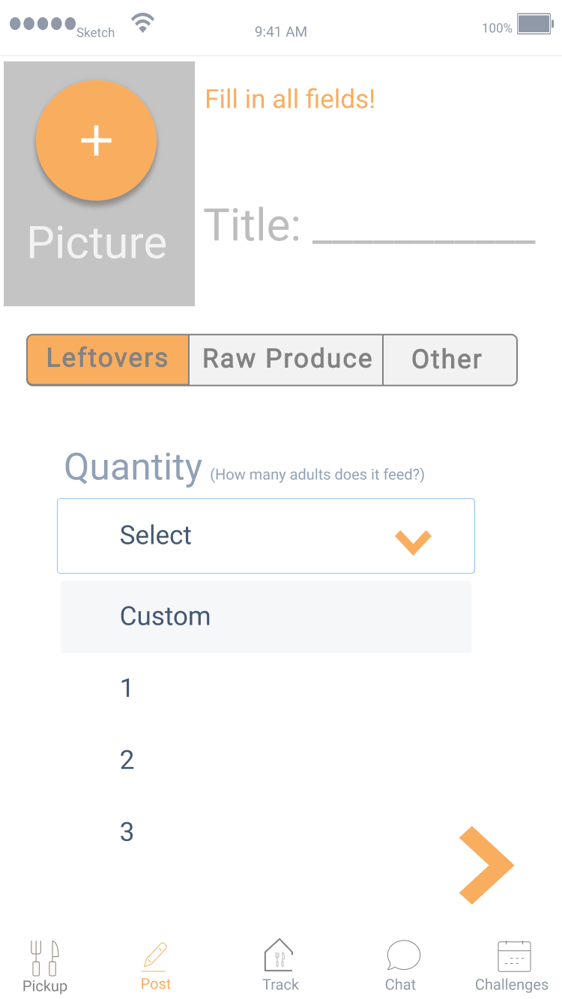 Sketch 9:41 AM 100%
Fill in all fields!
Title: ___________
Picture
Leftovers Raw Produce Other
Quantity (How many adults does it feed?)
Select
Custom
1
2
3
Pickup Post Track Chat Challenges